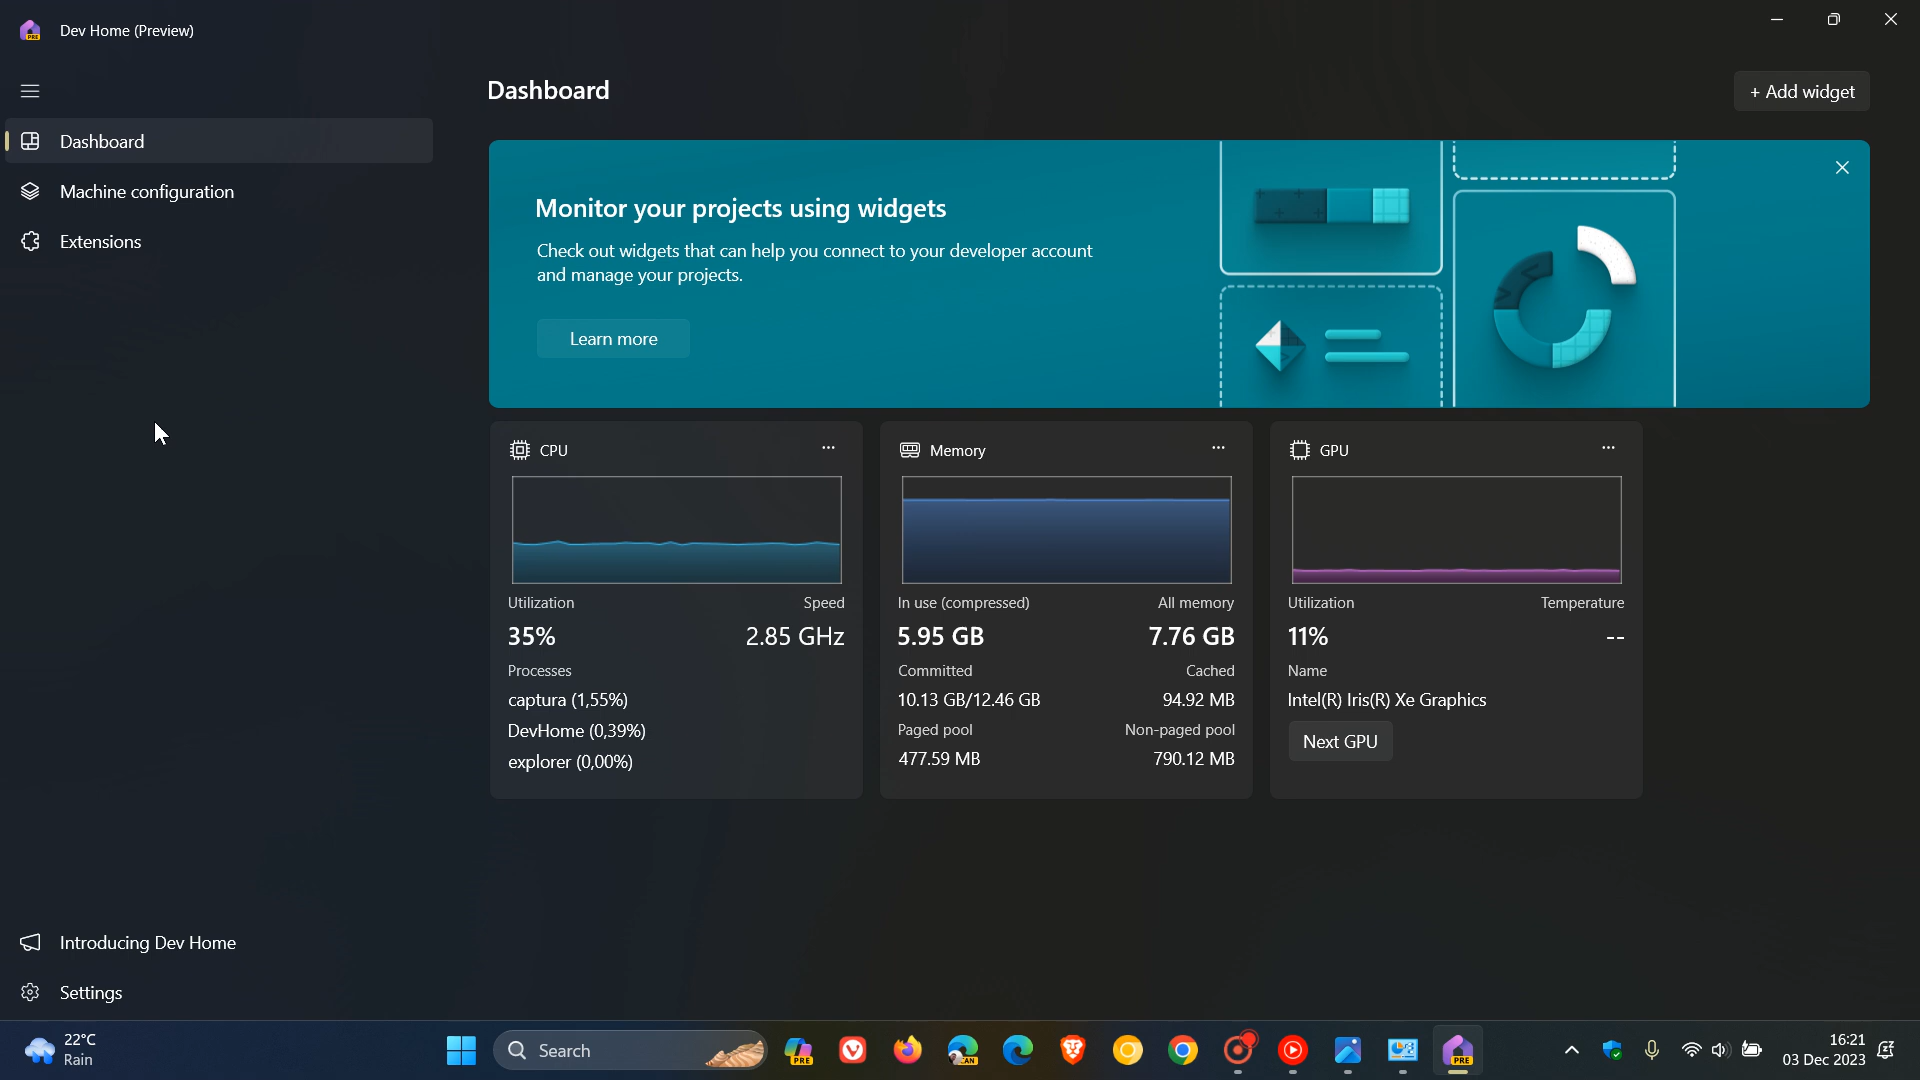 Dev Home (Preview)
Dashboard
Machine configuration
Extensions
Introducing Dev Home
Settings
Dashboard
+ Add widget
Monitor your projects using widgets
Check out widgets that can help you connect to your developer account
and manage your projects.
Learn more
CPU
Utilization Speed
35% 2.85 GHz
Processes
captura (1,55%)
DevHome (0,39%)
explorer (0,00%)
Memory
In use (compressed) All memory
5.95 GB 7.76 GB
Committed Cached
10.13 GB/12.46 GB 94.92 MB
Paged pool Non-paged pool
477.59 MB 790.12 MB
GPU
Utilization Temperature
11% --
Name
Intel(R) Iris(R) Xe Graphics
Next GPU
22°C
Rain
Search
PRE
CAN
PRE
16:21
03 Dec 2023